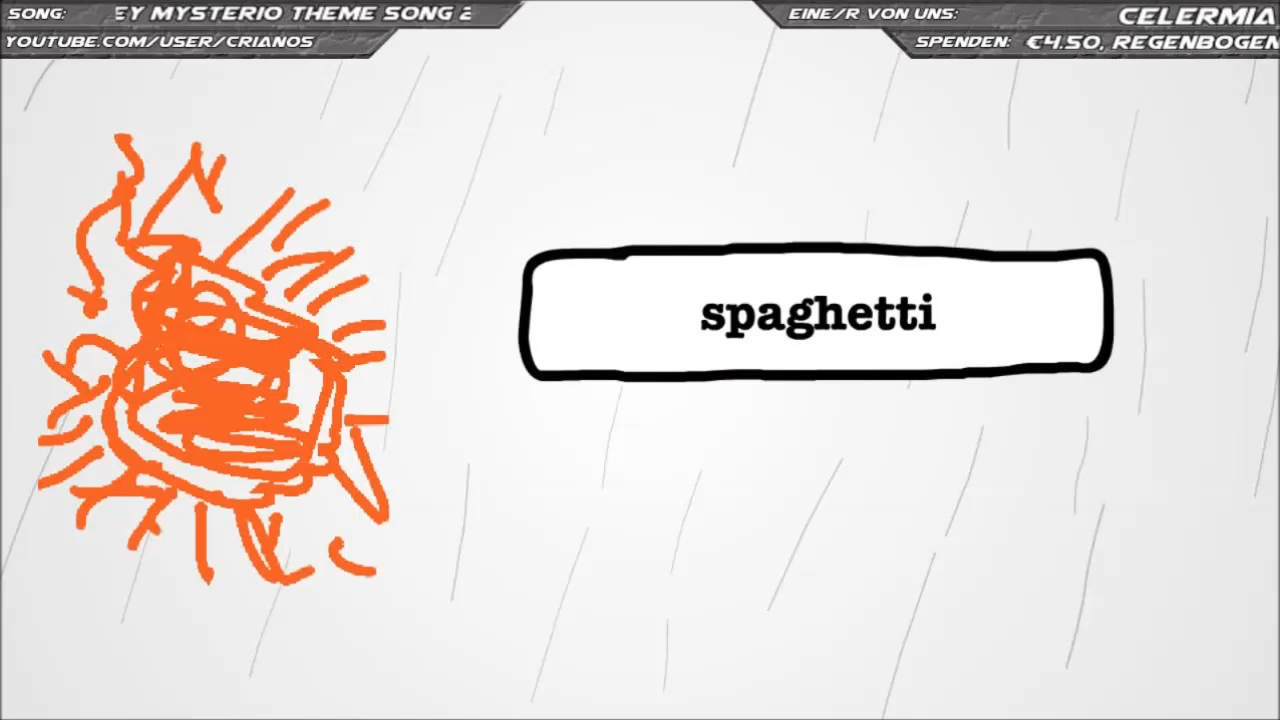 SONG: EY MYSTERIO THEME SONG 2
YOUTUBE.COM/USER/CRIANOS
EINE/R VON UNS: CELERMIA
SPENDEN: €4.50, REGENBOGEN
spaghetti